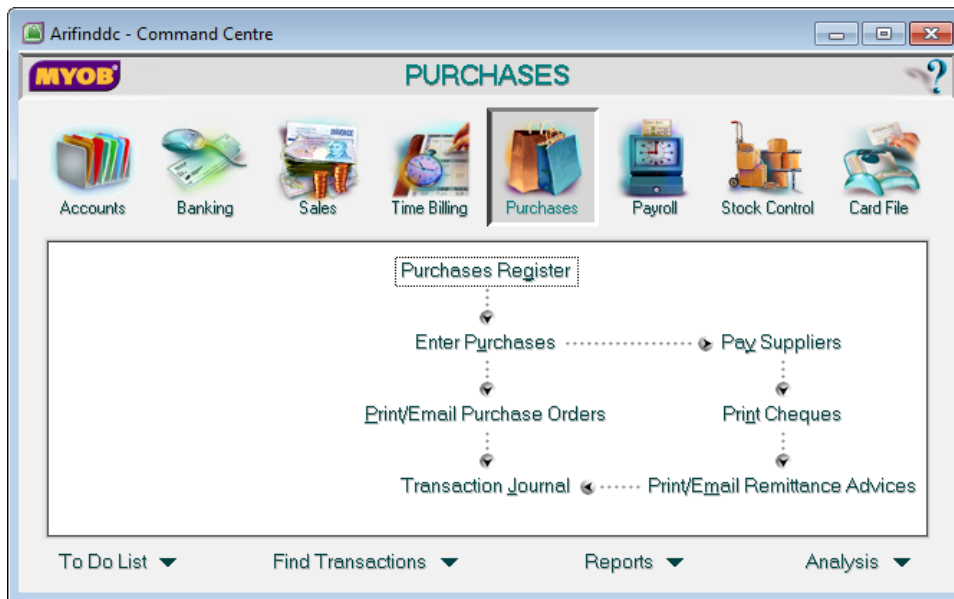 Arifinddc - Command Centre
MYOB
PURCHASES
?
Accounts Banking Sales Time Billing Purchases Payroll Stock Control Card File
INVOICE
Purchases Register
Enter Purchases Pay Suppliers
Print/Email Purchase Orders Print Cheques
Transaction Journal Print/Email Remittance Advices
To Do List Find Transactions Reports Analysis